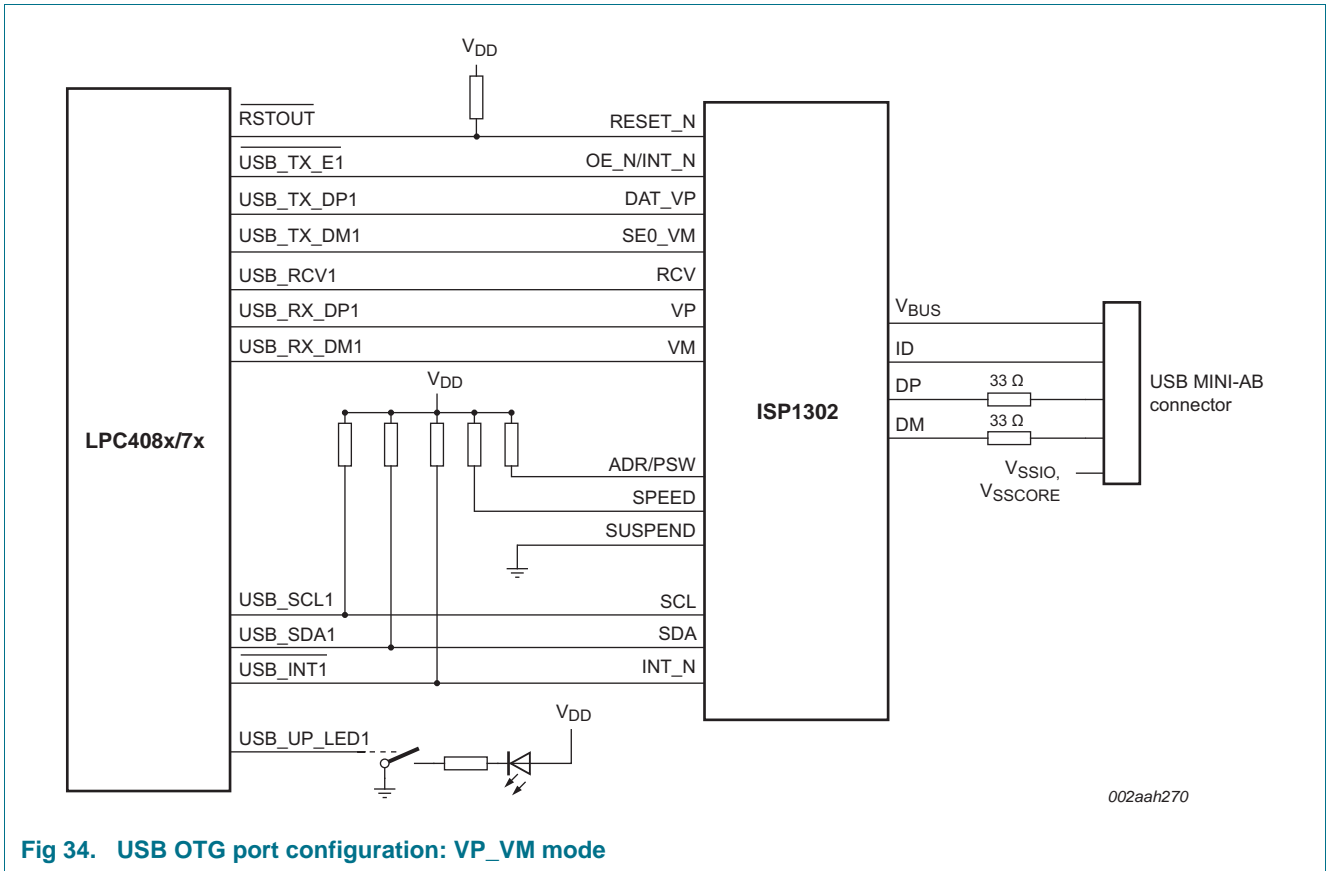 VDD
RSTOUT
RESET_N
USB_TX_E1
OE_N/INT_N
USB_TX_DP1
DAT_VP
USB_TX_DM1
SE0_VM
USB_RCV1
RCV
USB_RX_DP1
VP
USB_RX_DM1
VM
VBUS
ID
DP
33 Ω
DM
33 Ω
USB MINI-AB
connector
VSSIO,
VSSCORE
LPC408x/7x
ISP1302
VDD
ADR/PSW
SPEED
SUSPEND
USB_SCL1
SCL
USB_SDA1
SDA
USB_INT1
INT_N
VDD
USB_UP_LED1
002aah270
Fig 34. USB OTG port configuration: VP_VM mode